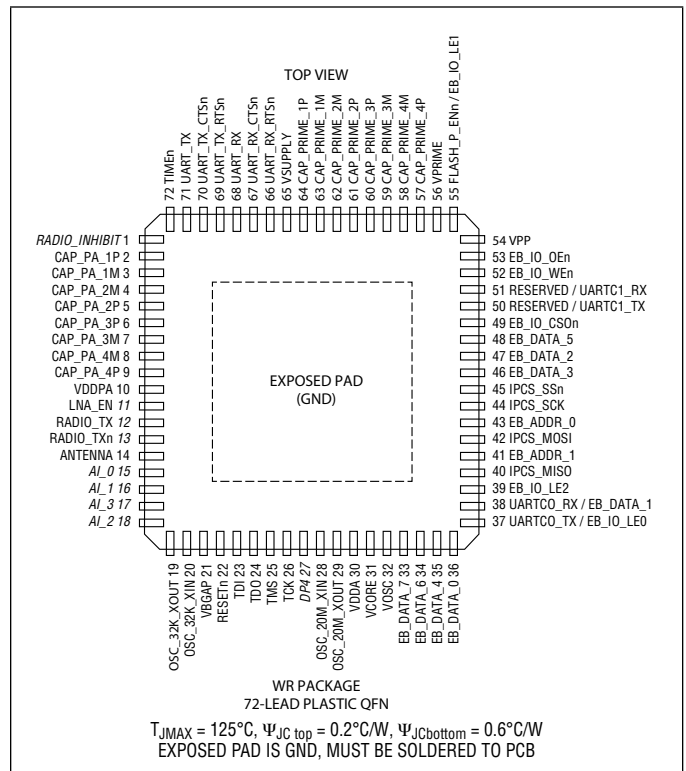 TOP VIEW
72 TIMEn
71 UART_TX
70 UART_TX_CTSn
69 UART_TX_RTSn
68 UART_RX
67 UART_RX_CTSn
66 UART_RX_RTSn
65 VSUPPLY
64 CAP_PRIME_1P
63 CAP_PRIME_1M
62 CAP_PRIME_2M
61 CAP_PRIME_2P
60 CAP_PRIME_3P
59 CAP_PRIME_3M
58 CAP_PRIME_4M
57 CAP_PRIME_4P
56 VPRIME
55 FLASH_P_ENn / EB_IO_LE1
RADIO_INHIBIT 1
CAP_PA_1P 2
CAP_PA_1M 3
CAP_PA_2M 4
CAP_PA_2P 5
CAP_PA_3P 6
CAP_PA_3M 7
CAP_PA_4M 8
CAP_PA_4P 9
VDDPA 10
LNA_EN 11
RADIO_TX 12
RADIO_TXn 13
ANTENNA 14
AI_0 15
AI_1 16
AI_3 17
AI_2 18
EXPOSED PAD
(GND)
54 VPP
53 EB_IO_OEn
52 EB_IO_WEn
51 RESERVED / UARTC1_RX
50 RESERVED / UARTC1_TX
49 EB_IO_CSOn
48 EB_DATA_5
47 EB_DATA_2
46 EB_DATA_3
45 IPCS_SSn
44 IPCS_SCK
43 EB_ADDR_0
42 IPCS_MOSI
41 EB_ADDR_1
40 IPCS_MISO
39 EB_IO_LE2
38 UARTCO_RX / EB_DATA_1
37 UARTCO_TX / EB_IO_LE0
OSC_32K_XOUT 19
OSC_32K_XIN 20
VBGAP 21
RESETn 22
TDI 23
TDO 24
TMS 25
TCK 26
DP4 27
OSC_20M_XIN 28
OSC_20M_XOUT 29
VDDA 30
VCORE 31
VOSC 32
EB_DATA_7 33
EB_DATA_6 34
EB_DATA_4 35
EB_DATA_0 36
WR PACKAGE
72-LEAD PLASTIC QFN
TJMAX = 125°C, ΨJC top = 0.2°C/W, ΨJCbottom = 0.6°C/W
EXPOSED PAD IS GND, MUST BE SOLDERED TO PCB